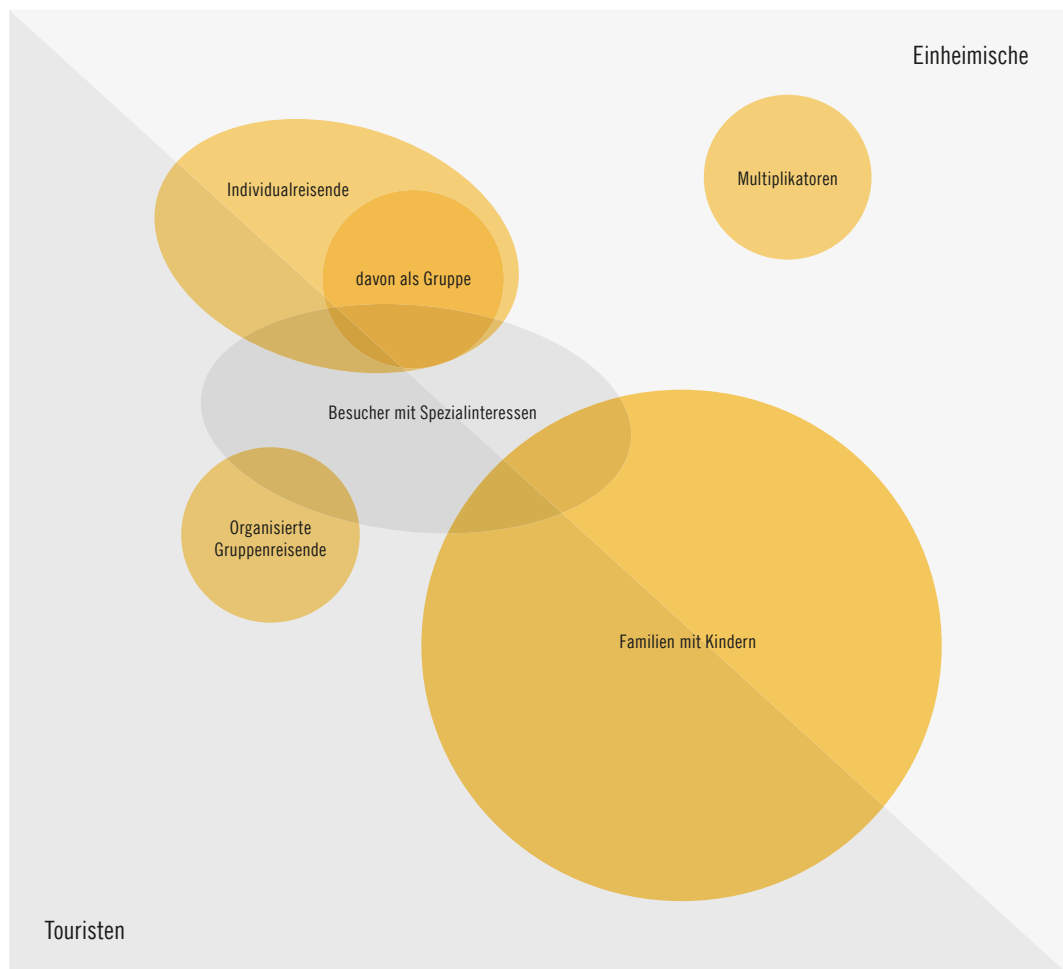 Einheimische
Multiplikatoren
Individualreisende
davon als Gruppe
Besucher mit Spezialinteressen
Organisierte
Gruppenreisende
Familien mit Kindern
Touristen